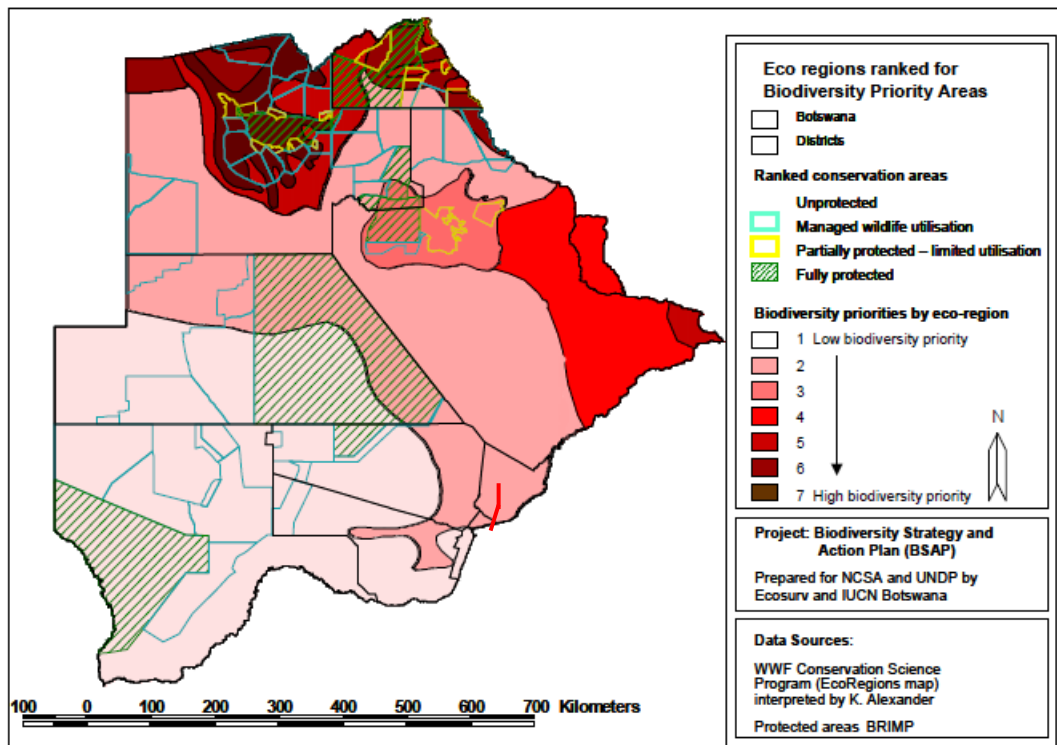 Eco regions ranked for
Biodiversity Priority Areas
Botswana
Districts
Ranked conservation areas
Unprotected
Managed wildlife utilisation
Partially protected – limited utilisation
Fully protected
Biodiversity priorities by eco-region
1 Low biodiversity priority
2
3
4
5
6
7 High biodiversity priority
N
Project: Biodiversity Strategy and
Action Plan (BSAP)
Prepared for NCSA and UNDP by
Ecosurv and IUCN Botswana
Data Sources:
WWF Conservation Science
Program (EcoRegions map)
interpreted by K. Alexander
Protected areas BRIMP
100 0 100 200 300 400 500 600 700 Kilometers